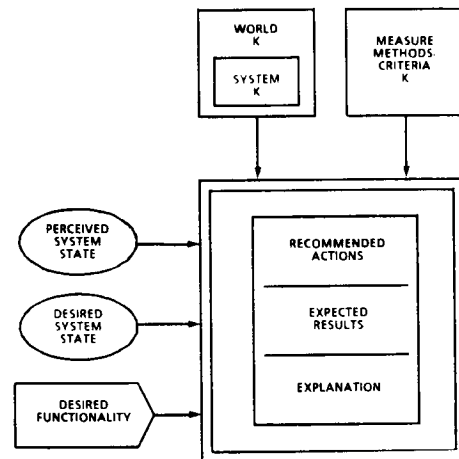 WORLD
K
SYSTEM
K
MEASURE
METHODS-
CRITERIA
K
PERCEIVED
SYSTEM
STATE
DESIRED
SYSTEM
STATE
DESIRED
FUNCTIONALITY
RECOMMENDED
ACTIONS
EXPECTED
RESULTS
EXPLANATION